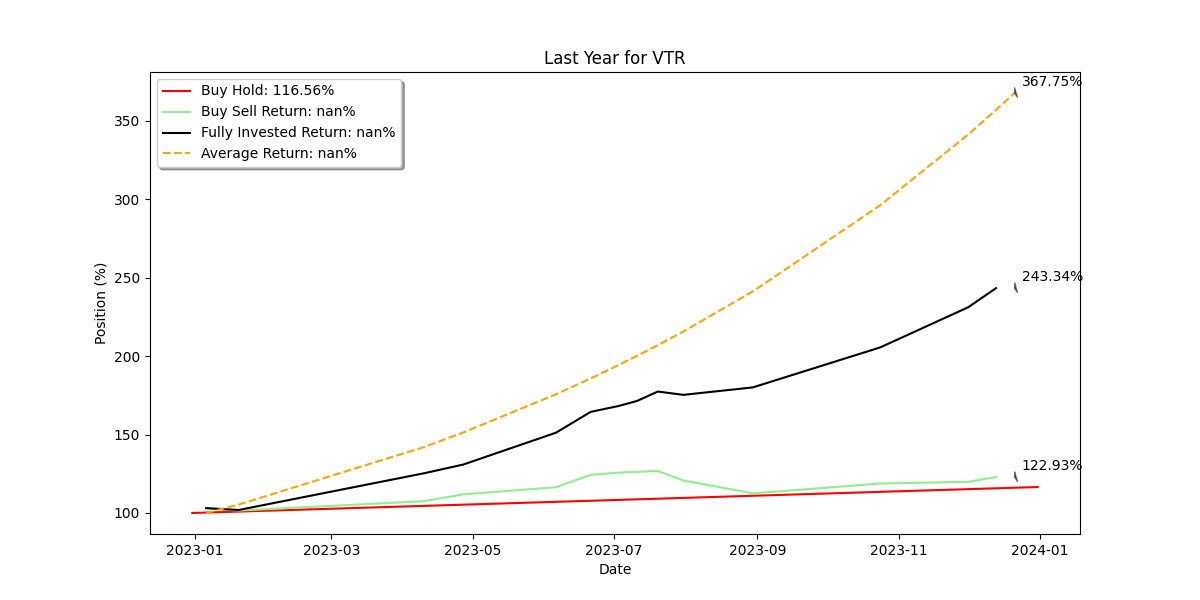 Last Year for VTR
Buy Hold: 116.56%
Buy Sell Return: nan%
Fully Invested Return: nan%
Average Return: nan%
367.75%
243.34%
122.93%
Position (%)
350
300
250
200
150
100
2023-01
2023-03
2023-05
2023-07
2023-09
2023-11
2024-01
Date